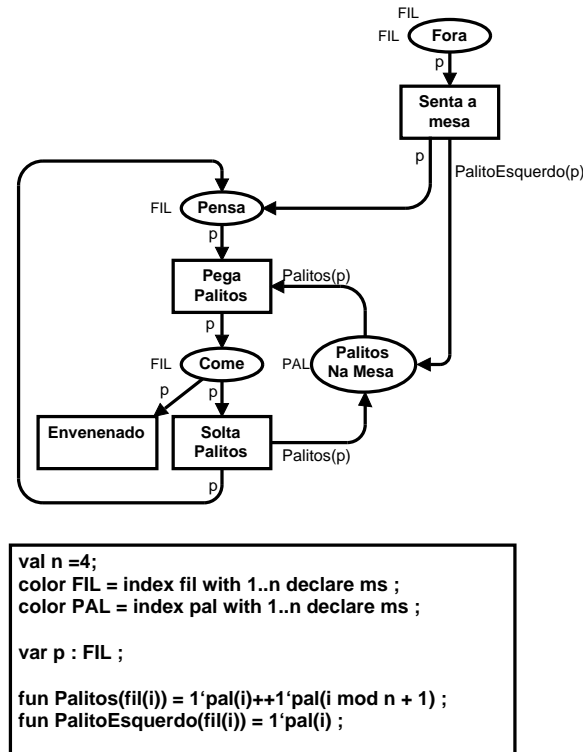 FIL
FIL
Fora
p
Senta a
mesa
p
PalitoEsquerdo(p)
FIL
Pensa
p
Pega
Palitos
Palitos(p)
p
FIL
Come
PAL
Palitos
Na Mesa
p
p
Envenenado
Solta
Palitos
Palitos(p)
p
val n =4;
color FIL = index fil with 1..n declare ms ;
color PAL = index pal with 1..n declare ms ;
var p : FIL ;
fun Palitos(fil(i)) = 1‘pal(i)++1‘pal(i mod n + 1) ;
fun PalitoEsquerdo(fil(i)) = 1‘pal(i) ;